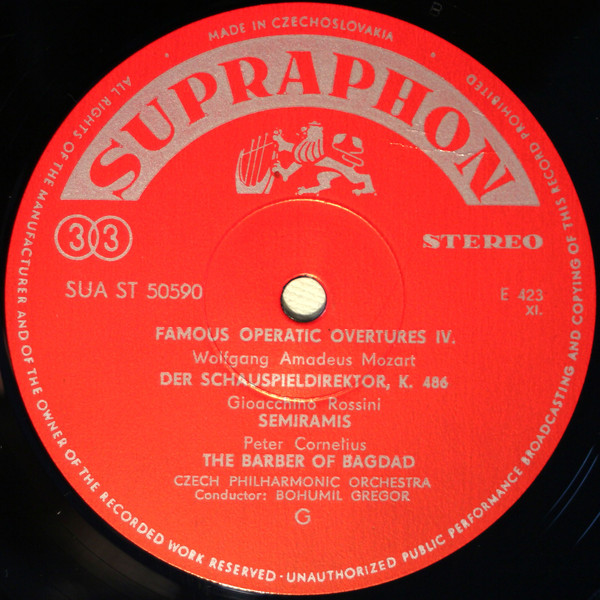 MADE IN CZECHOSLOVAKIA
SUPRAPHON
33
STEREO
SUA ST 50590
E 423
XI.
FAMOUS OPERATIC OVERTURES IV.
Wolfgang Amadeus Mozart
DER SCHAUSPIELDIREKTOR, K. 486
Gioacchino Rossini
SEMIRAMIS
Peter Cornelius
THE BARBER OF BAGDAD
CZECH PHILHARMONIC ORCHESTRA
Conductor: BOHUMIL GREGOR
G
ALL RIGHTS OF THE MANUFACTURER AND OF THE OWNER OF THE RECORDED WORK RESERVED - UNAUTHORIZED PUBLIC PERFORMANCE BROADCASTING AND COPYING OF THIS RECORD PROHIBITED